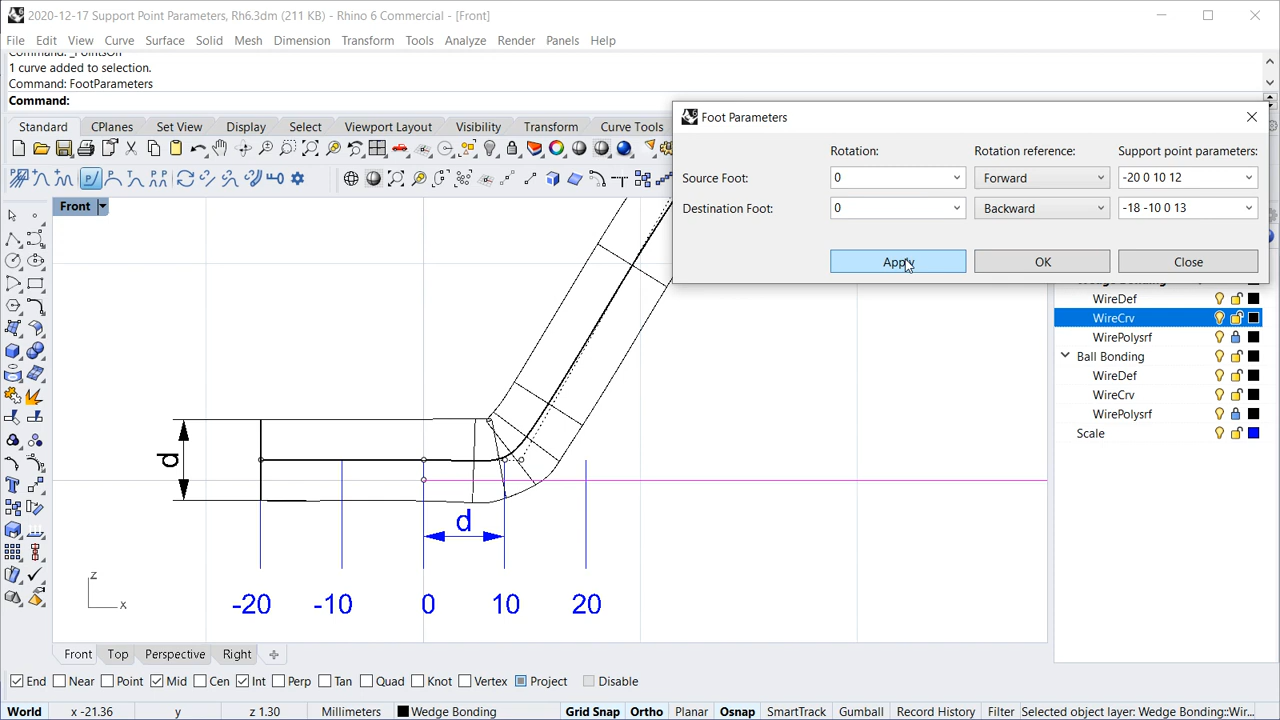 2020-12-17 Support Point Parameters, Rh6.3dm (211 KB) - Rhino 6 Commercial - [Front]
File Edit View Curve Surface Solid Mesh Dimension Transform Tools Analyze Render Panels Help
Command: _PointsOn
1 curve added to selection.
Command: FootParameters
Command:
Standard CPlanes Set View Display Select Viewport Layout Visibility Transform Curve Tools
Foot Parameters
Rotation: Rotation reference: Support point parameters:
Source Foot: 0 Forward -20 0 10 12
Destination Foot: 0 Backward -18 -10 0 13
Apply OK Close
Front
WireDef
WireCrv
WirePolysrf
Ball Bonding
WireDef
WireCrv
WirePolysrf
Scale
d
d
-20 -10 0 10 20
z
x
Front Top Perspective Right
End Near Point Mid Cen Int Perp Tan Quad Knot Vertex Project Disable
World x -21.36 y z 1.30 Millimeters Wedge Bonding Grid Snap Ortho Planar Osnap SmartTrack Gumball Record History Filter Selected object layer: Wedge Bonding::Wir...